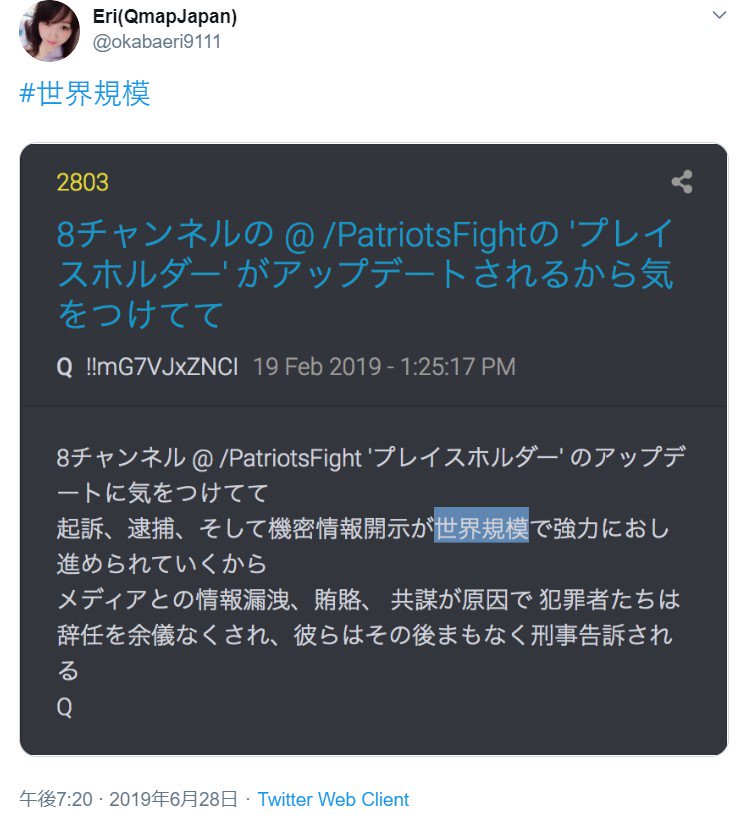 Eri(QmapJapan)
@okabaeri9111
#世界規模
2803
8チャンネルの @ /PatriotsFightの 'プレイ
スホルダー' がアップデートされるから気
をつけてて
Q !!mG7VJxZNCI 19 Feb 2019 - 1:25:17 PM
8チャンネル @ /PatriotsFight 'プレイスホルダー' のアップデ
ートに気をつけてて
起訴、逮捕、そして機密情報開示が世界規模で強力におし
進められていくから
メディアとの情報漏洩、賄賂、 共謀が原因で 犯罪者たちは
辞任を余儀なくされ、彼らはその後まもなく刑事告訴され
る
Q
午後7:20 · 2019年6月28日 · Twitter Web Client